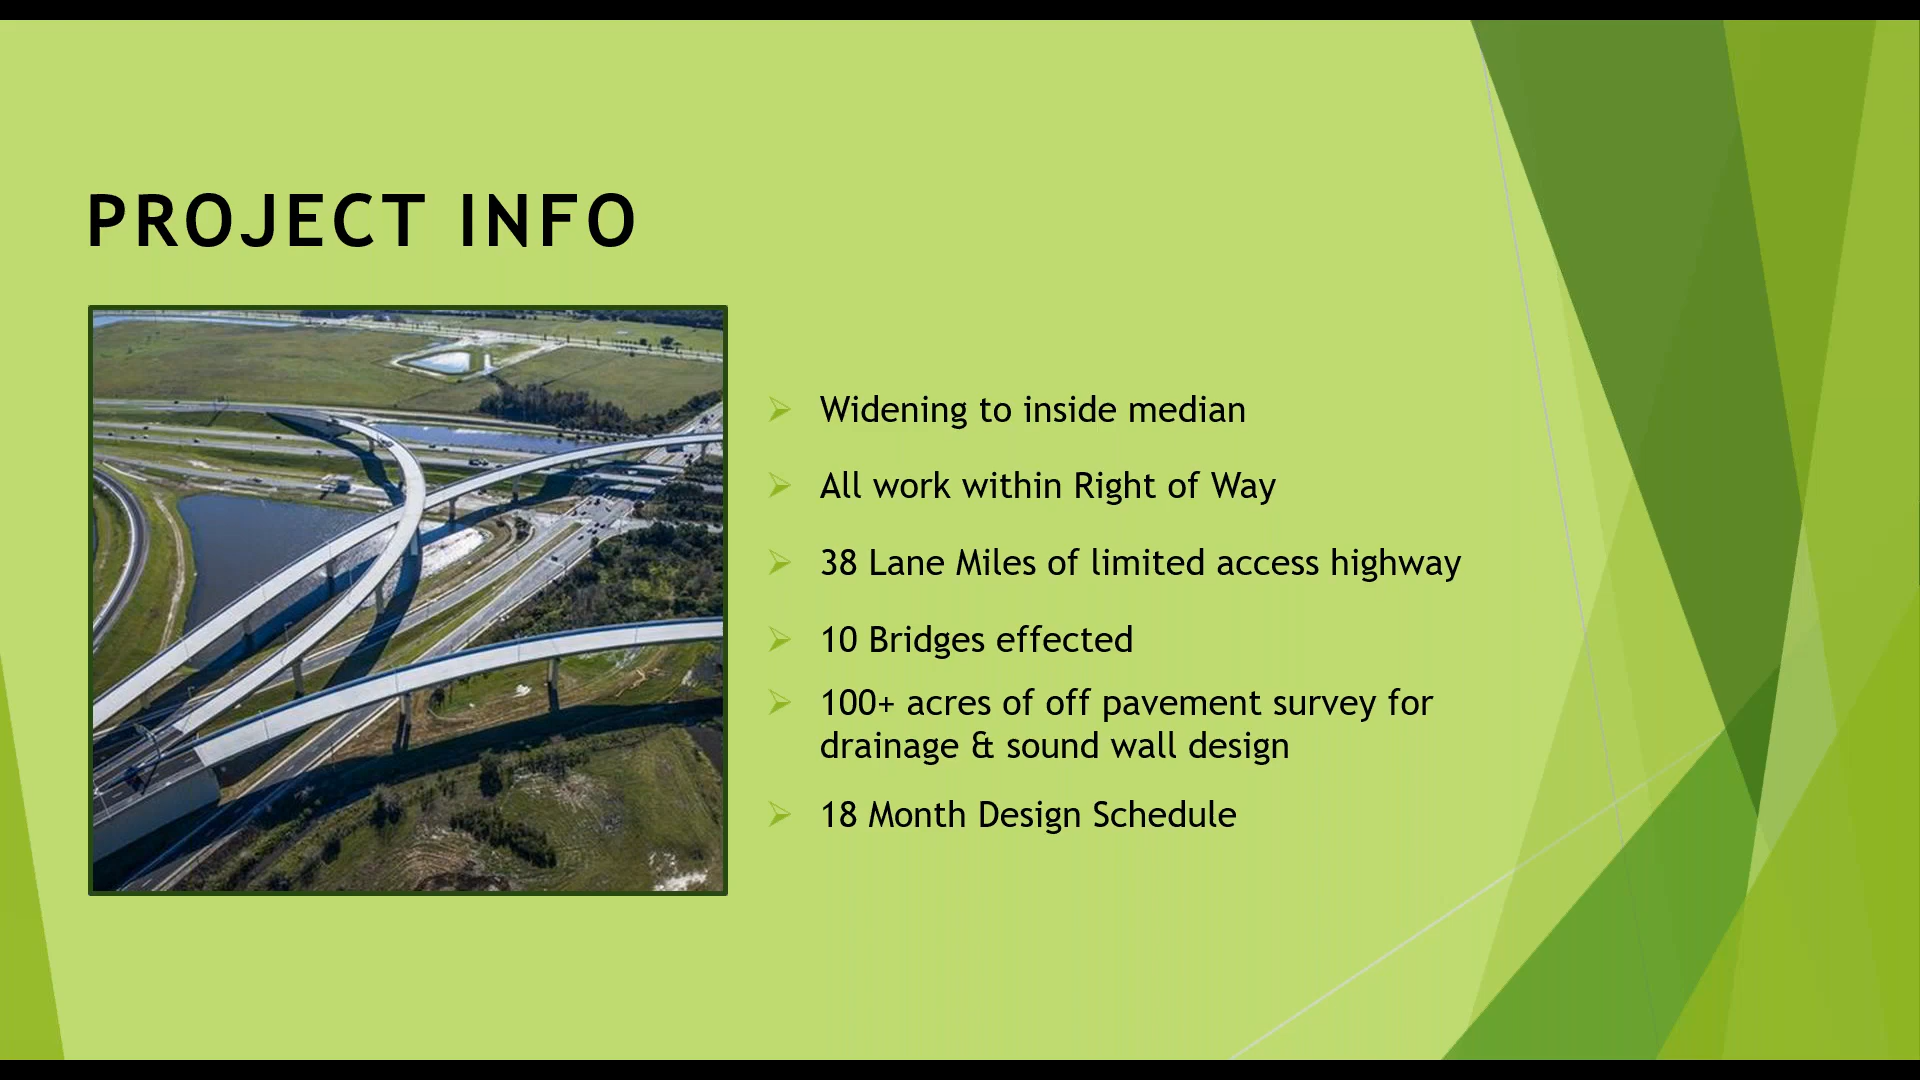 PROJECT INFO
Widening to inside median
All work within Right of Way
38 Lane Miles of limited access highway
10 Bridges effected
100+ acres of off pavement survey for
drainage & sound wall design
18 Month Design Schedule